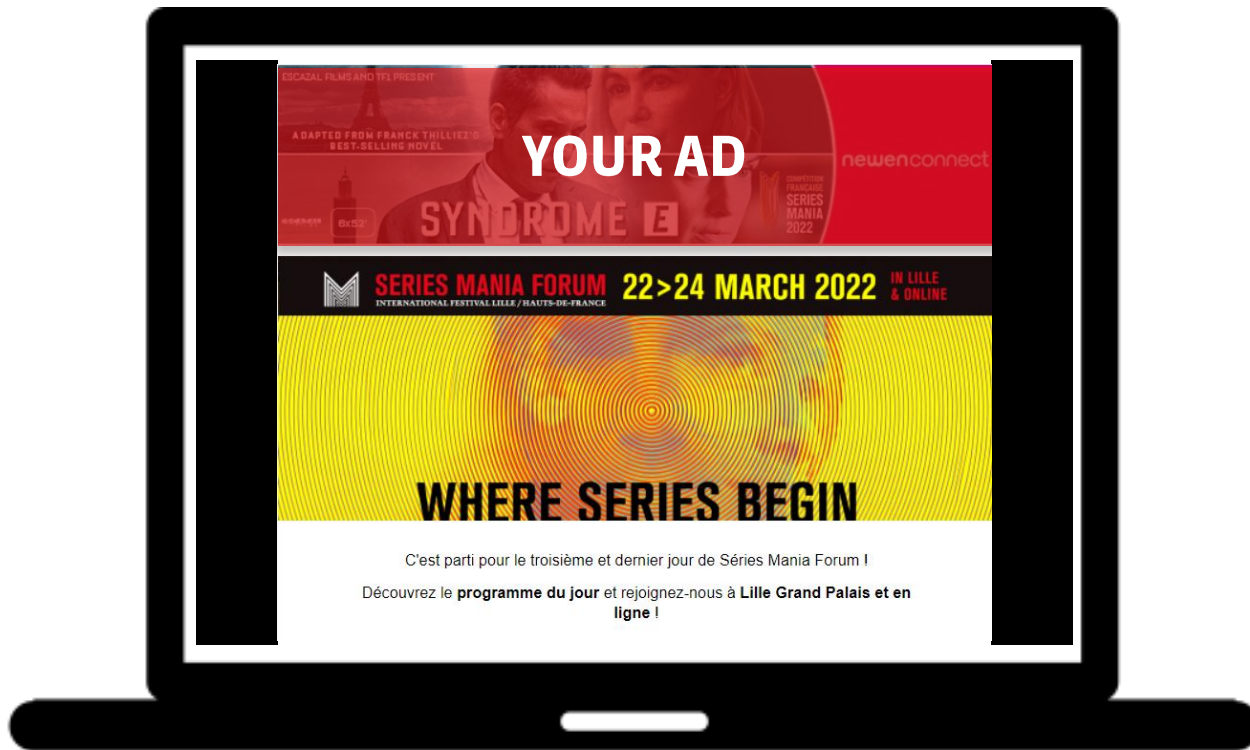 ESCAZAL FILMS AND TF1 PRESENT
ADAPTED FROM FRANCK THILLIEZ'S
BEST-SELLING NOVEL
YOUR AD
newenconnect
COMPÉTITION
FRANÇAISE
SERIES
MANIA
2022
6x52'
SYNDROME E
SERIES MANIA FORUM
INTERNATIONAL FESTIVAL LILLE / HAUTS-DE-FRANCE
22>24 MARCH 2022
IN LILLE
& ONLINE
WHERE SERIES BEGIN
C'est parti pour le troisième et dernier jour de Séries Mania Forum !
Découvrez le programme du jour et rejoignez-nous à Lille Grand Palais et en
ligne !